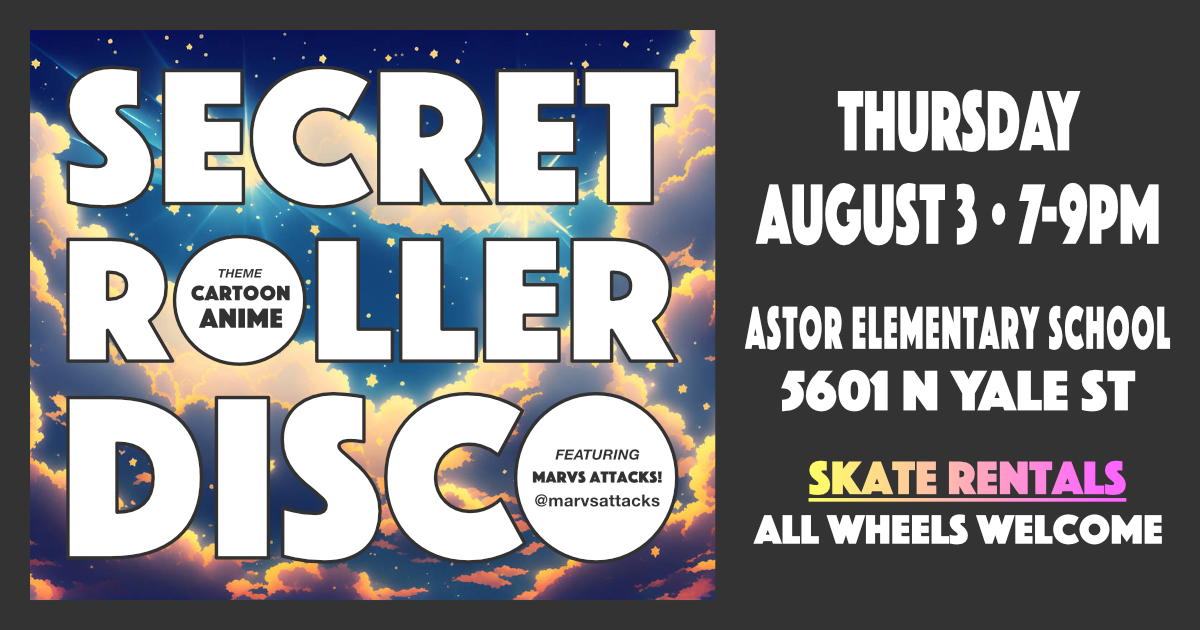 SECRET
ROLLER
THEME
CARTOON
ANIME
DISCO
FEATURING
MARVS ATTACKS!
@marvsattacks
THURSDAY
AUGUST 3 • 7-9PM
ASTOR ELEMENTARY SCHOOL
5601 N YALE ST
SKATE RENTALS
ALL WHEELS WELCOME